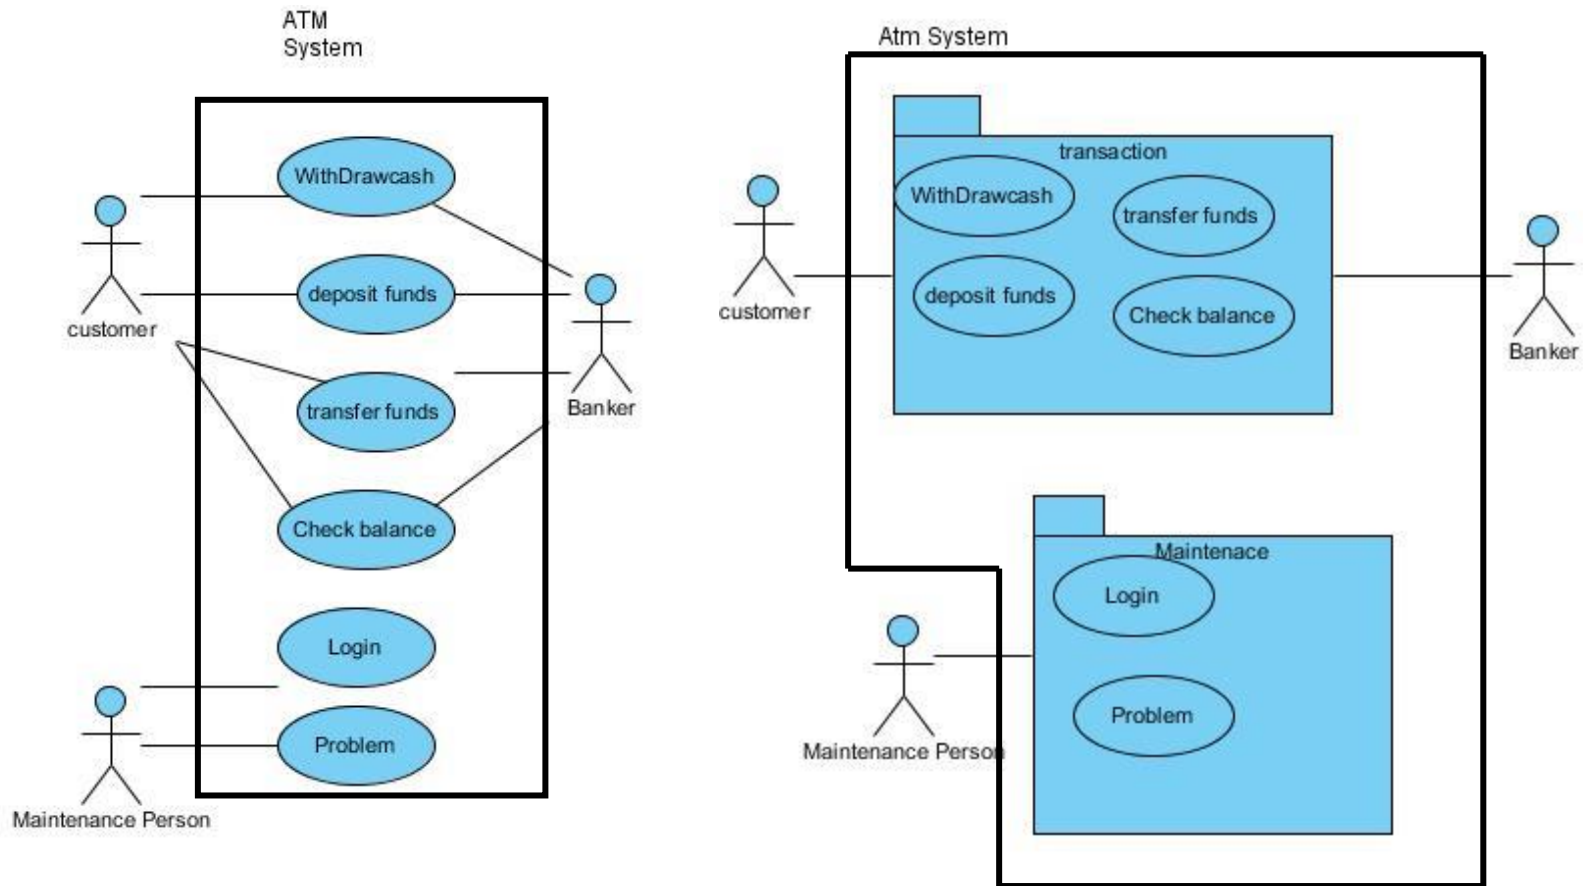 ATM
System
WithDrawcash
customer
deposit funds
transfer funds
Banker
Check balance
Login
Problem
Maintenance Person
Atm System
transaction
WithDrawcash
transfer funds
customer
deposit funds
Check balance
Banker
Maintenace
Login
Maintenance Person
Problem